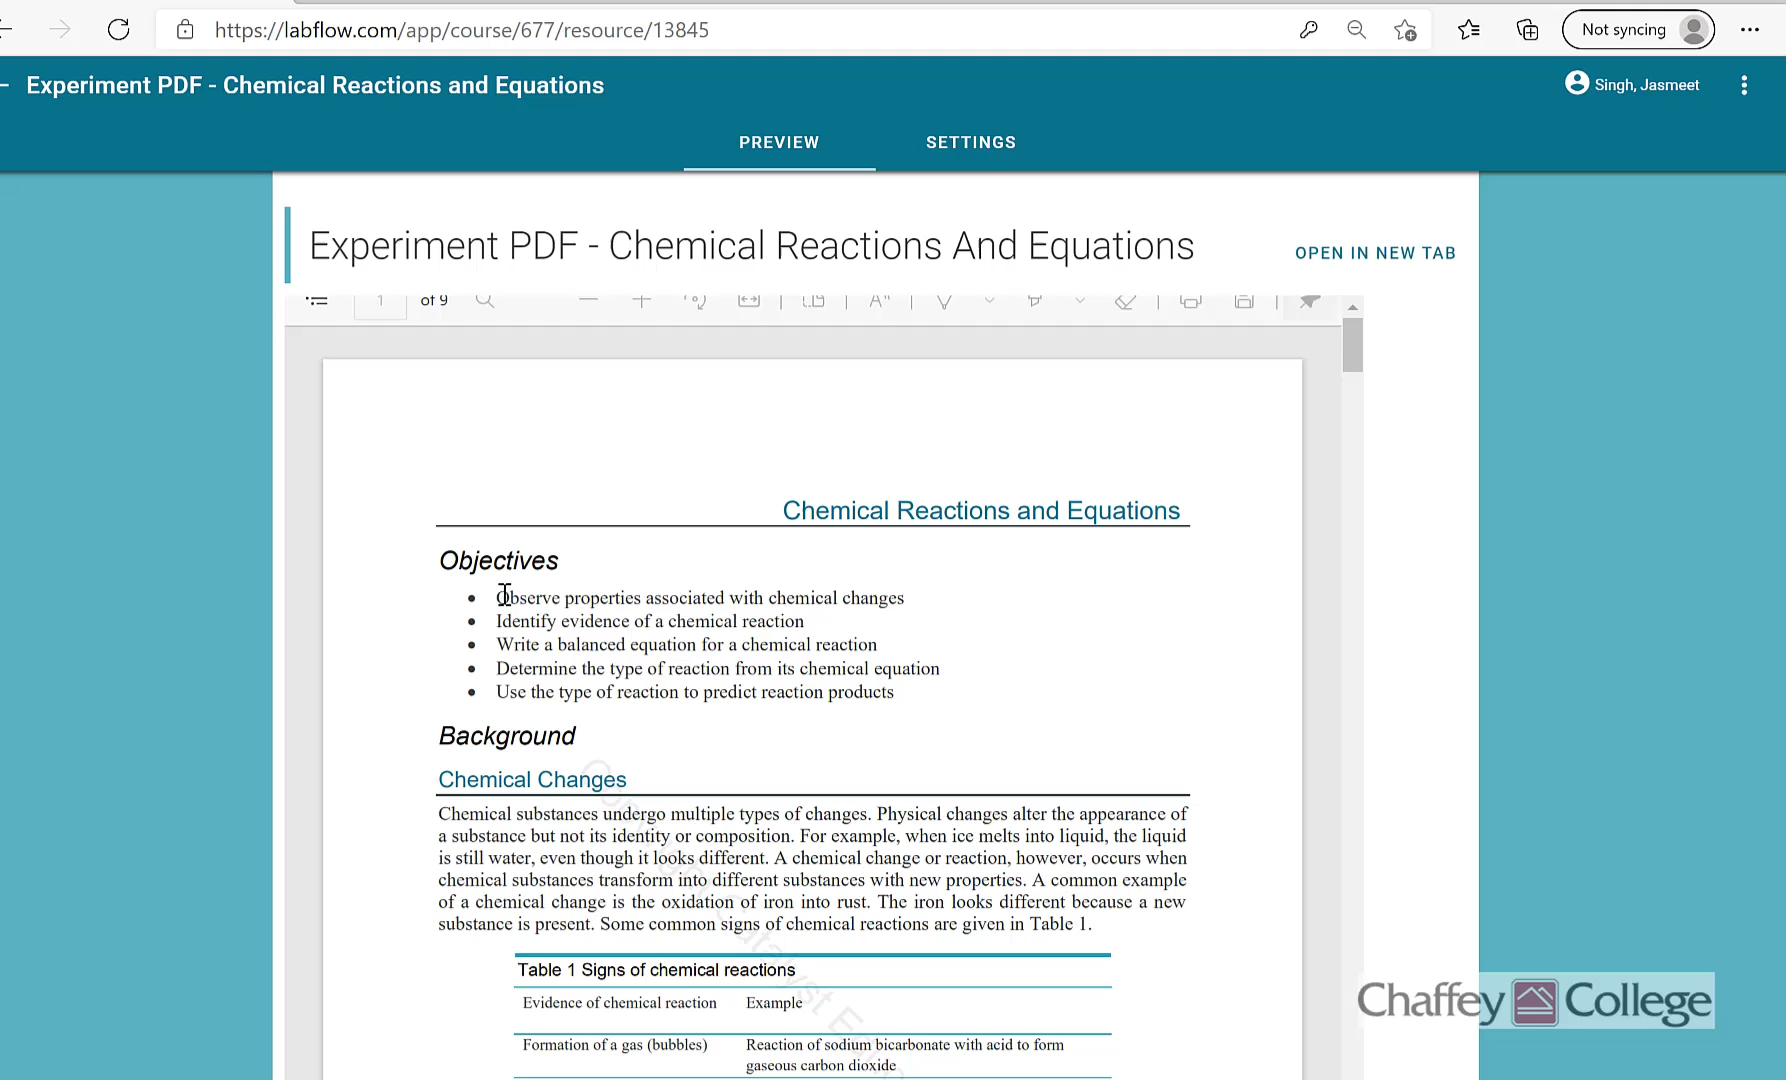 https://labflow.com/app/course/677/resource/13845
Not syncing
Experiment PDF - Chemical Reactions and Equations
Singh, Jasmeet
PREVIEW
SETTINGS
Experiment PDF - Chemical Reactions And Equations
OPEN IN NEW TAB
1 of 9
Chemical Reactions and Equations
Objectives
• Observe properties associated with chemical changes
• Identify evidence of a chemical reaction
• Write a balanced equation for a chemical reaction
• Determine the type of reaction from its chemical equation
• Use the type of reaction to predict reaction products
Background
Chemical Changes
Chemical substances undergo multiple types of changes. Physical changes alter the appearance of
a substance but not its identity or composition. For example, when ice melts into liquid, the liquid
is still water, even though it looks different. A chemical change or reaction, however, occurs when
chemical substances transform into different substances with new properties. A common example
of a chemical change is the oxidation of iron into rust. The iron looks different because a new
substance is present. Some common signs of chemical reactions are given in Table 1.
Table 1 Signs of chemical reactions
Evidence of chemical reaction Example
Formation of a gas (bubbles) Reaction of sodium bicarbonate with acid to form
gaseous carbon dioxide
Chaffey College